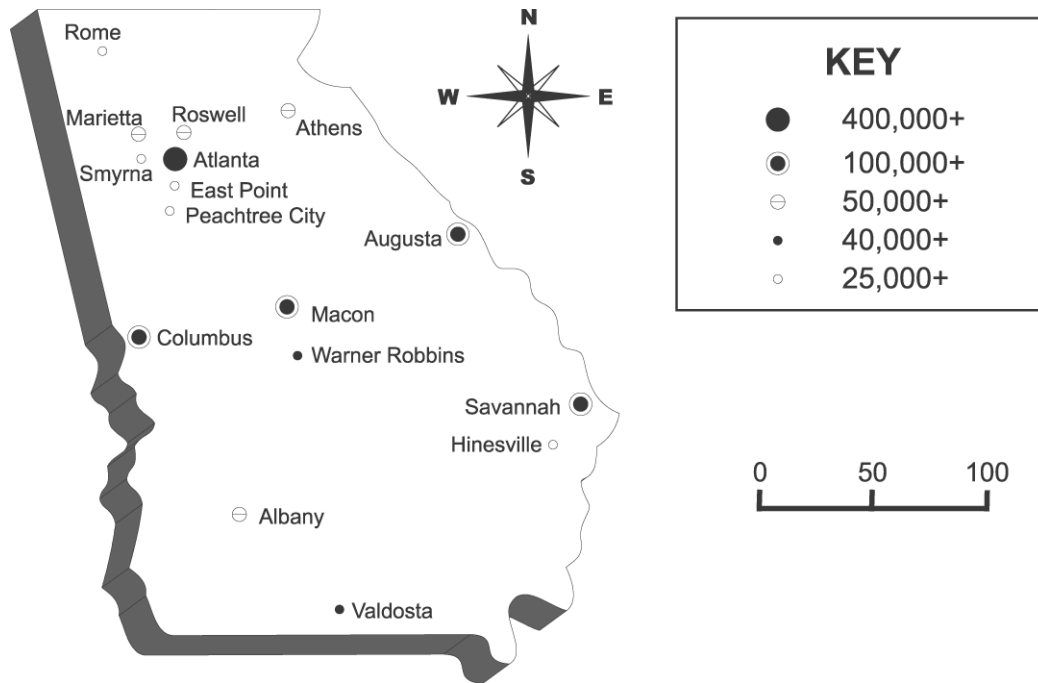 Rome
Marietta
Roswell
Athens
Smyrna
Atlanta
East Point
Peachtree City
Augusta
Macon
Columbus
Warner Robbins
Savannah
Hinesville
Albany
Valdosta
N
W
E
S
KEY
400,000+
100,000+
50,000+
40,000+
25,000+
0 50 100